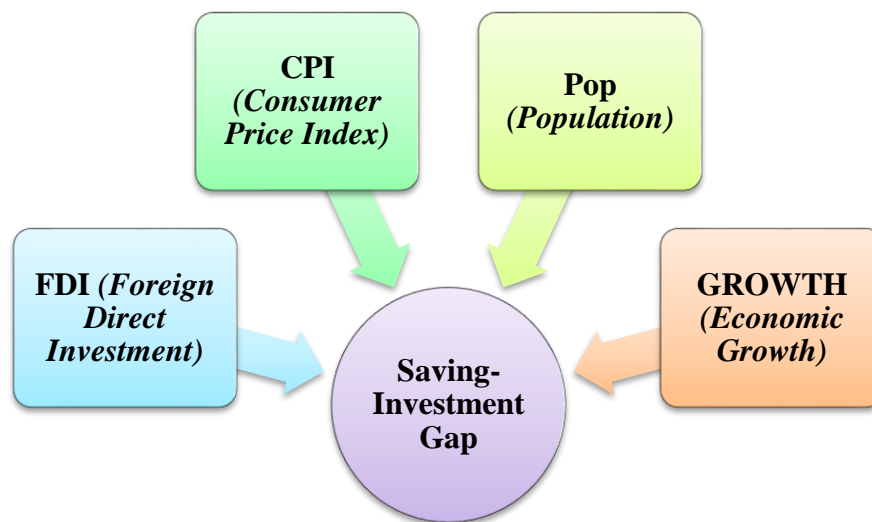 CPI
(Consumer
Price Index)
Pop
(Population)
FDI (Foreign
Direct
Investment)
GROWTH
(Economic
Growth)
Saving-
Investment
Gap